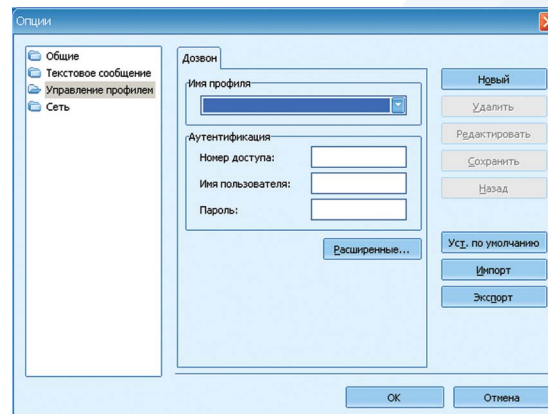 Опции
Общие
Текстовое сообщение
Управление профилем
Сеть
Дозвон
Имя профиля
Аутентификация
Номер доступа:
Имя пользователя:
Пароль:
Расширенные...
Новый
Удалить
Редактировать
Сохранить
Назад
Уст. по умолчанию
Импорт
Экспорт
OK
Отмена